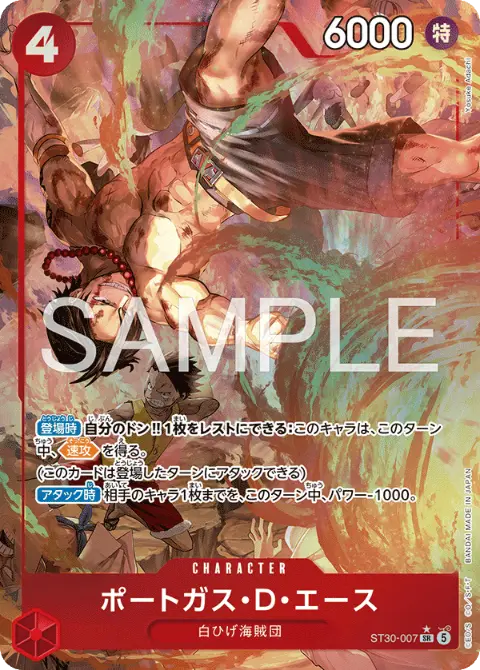 4
6000 特
Yosuke Adachi
SAMPLE
登場時 自分のドン!!1枚をレストにできる:このキャラは、このターン
中、速攻 を得る。
(このカードは登場したターンにアタックできる)
アタック時 相手のキャラ1枚までを、このターン中、パワー-1000。
CHARACTER
ポートガス・D・エース
白ひげ海賊団
ST30-007 SR 5
©E.O./S. ©O./S・F・T BANDAI MADE IN JAPAN